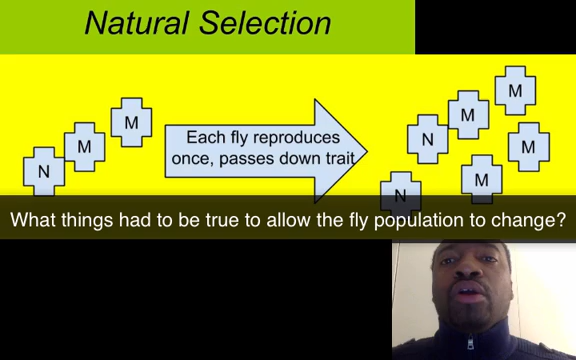 Natural Selection
M
M
N
Each fly reproduces
once, passes down trait
M
M
N
M
M
N
What things had to be true to allow the fly population to change?